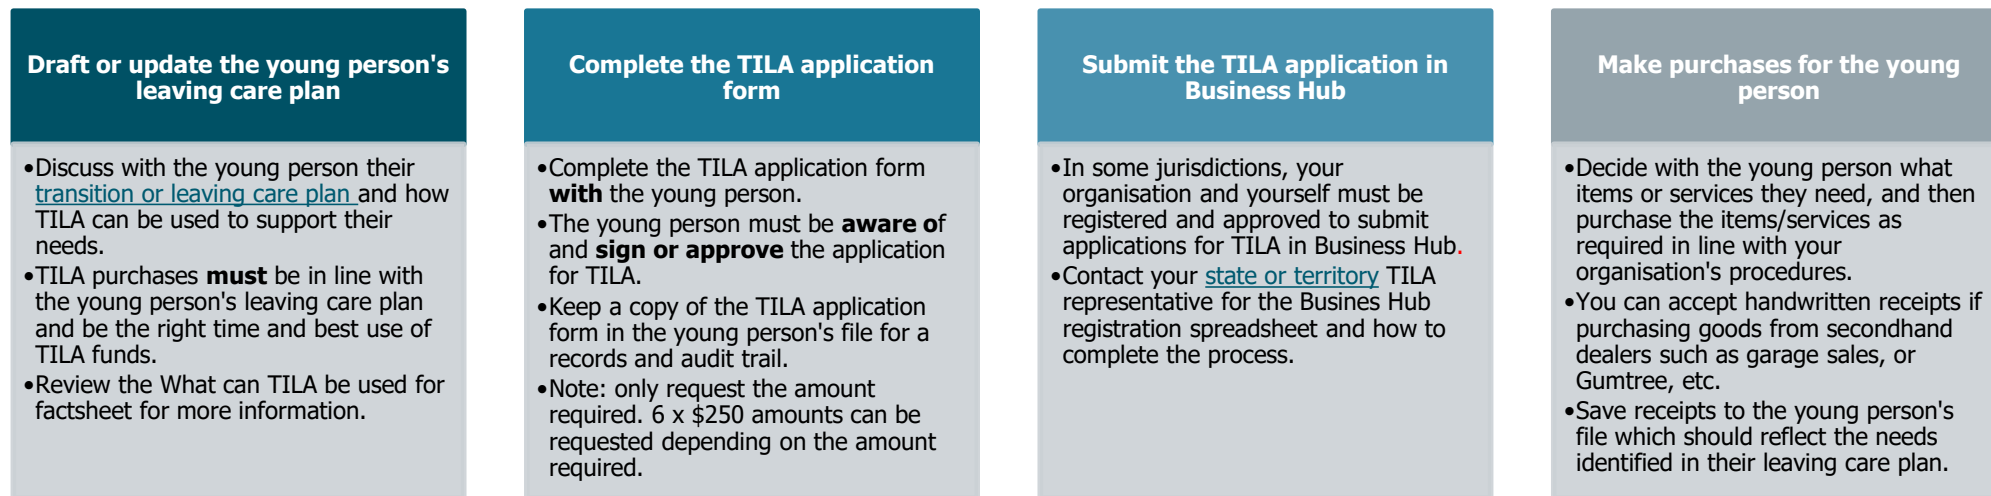 Draft or update the young person's
leaving care plan
•Discuss with the young person their
transition or leaving care plan and how
TILA can be used to support their
needs.
•TILA purchases must be in line with
the young person's leaving care plan
and be the right time and best use of
TILA funds.
•Review the What can TILA be used for
factsheet for more information.
Complete the TILA application
form
•Complete the TILA application form
with the young person.
•The young person must be aware of
and sign or approve the application
for TILA.
•Keep a copy of the TILA application
form in the young person's file for a
records and audit trail.
•Note: only request the amount
required. 6 x $250 amounts can be
requested depending on the amount
required.
Submit the TILA application in
Business Hub
•In some jurisdictions, your
organisation and yourself must be
registered and approved to submit
applications for TILA in Business Hub.
•Contact your state or territory TILA
representative for the Busines Hub
registration spreadsheet and how to
complete the process.
Make purchases for the young
person
•Decide with the young person what
items or services they need, and then
purchase the items/services as
required in line with your
organisation's procedures.
•You can accept handwritten receipts if
purchasing goods from secondhand
dealers such as garage sales, or
Gumtree, etc.
•Save receipts to the young person's
file which should reflect the needs
identified in their leaving care plan.